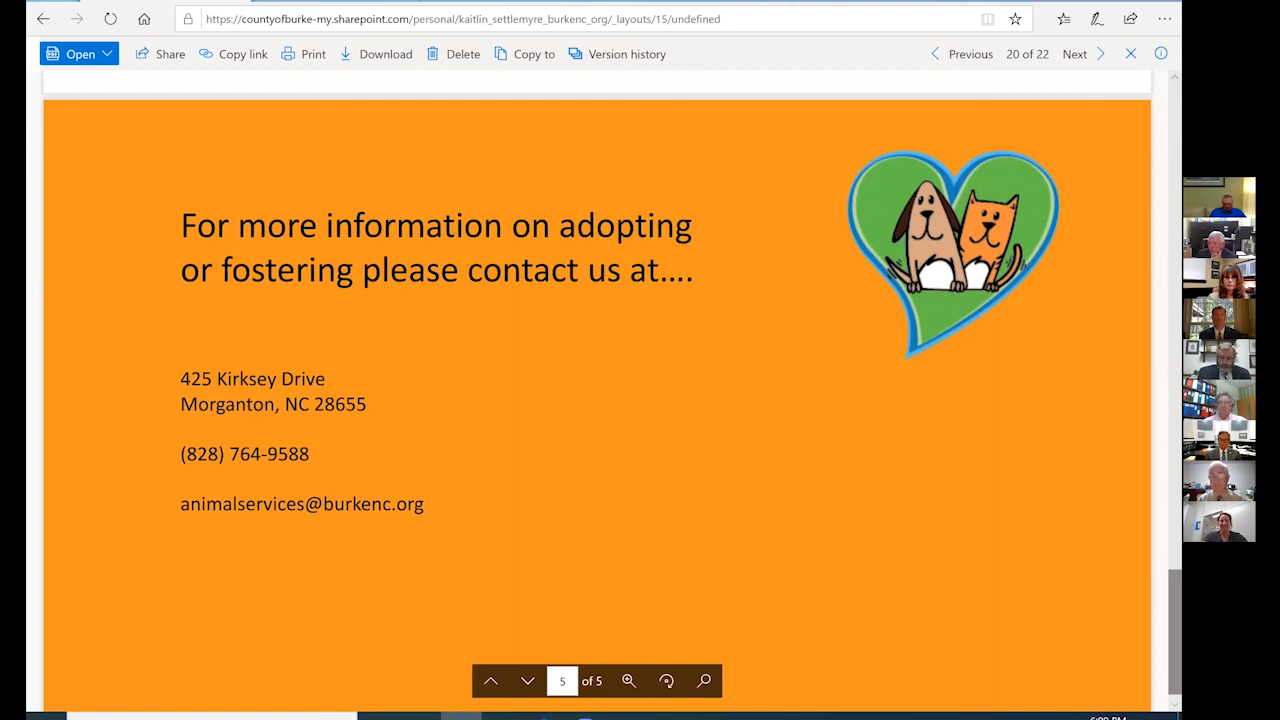 https://countyofburke-my.sharepoint.com/personal/kaitlin_settlemyre_burkenc_org/_layouts/15/undefined
Open Share Copy link Print Download Delete Copy to Version history Previous 20 of 22 Next
For more information on adopting
or fostering please contact us at....
425 Kirksey Drive
Morganton, NC 28655
(828) 764-9588
animalservices@burkenc.org
5 of 5